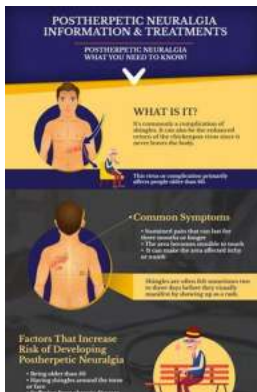 POSTHERPETIC NEURALGIA
INFORMATION & TREATMENTS
POSTHERPETIC NEURALGIA
WHAT YOU NEED TO KNOW!
WHAT IS IT?
It's commonly a complication of
shingles. It can also be the enhanced
return of the chickenpox virus since it
never leaves the body.
This virus or complication primarily
affects people older than 60.
•Common Symptoms
• Sustained pain that can last for
three months or longer
• The area becomes sensitive to touch
• It can make the area affected itchy
or numb
Shingles are often felt sometimes two
to three days before they visually
manifest by showing up as a rash.
Factors That Increase
Risk of Developing
Postherpetic Neuralgia
• Being older than 60
• Having shingles around the torso
or face